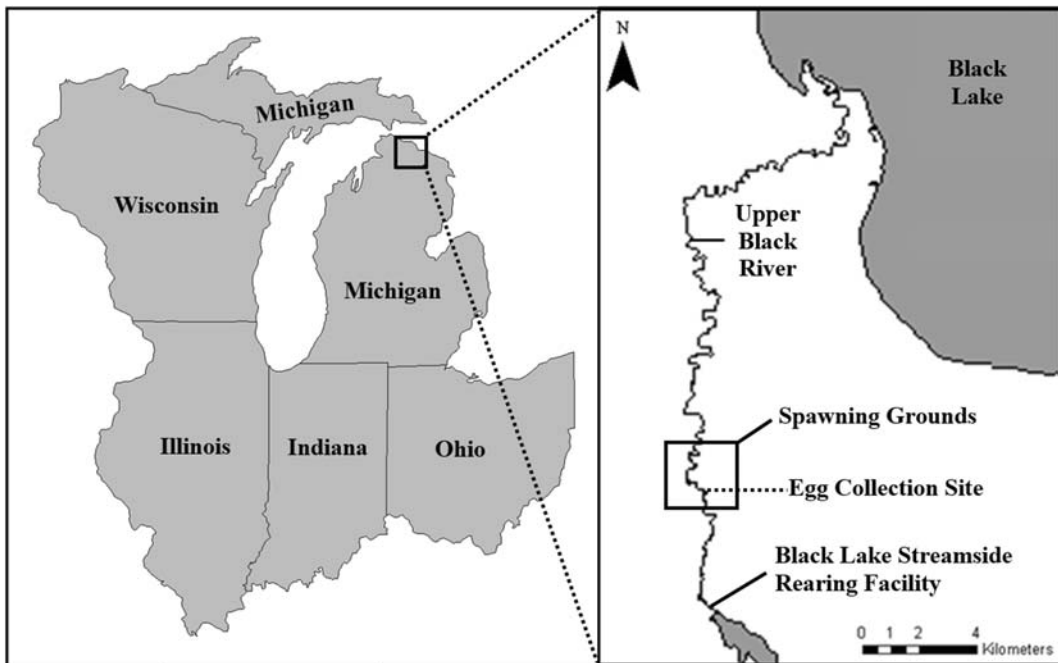 Michigan
Wisconsin
Michigan
Illinois
Indiana
Ohio
N
Black
Lake
Upper
Black
River
Spawning Grounds
Egg Collection Site
Black Lake Streamside
Rearing Facility
0 1 2 4
Kilometers